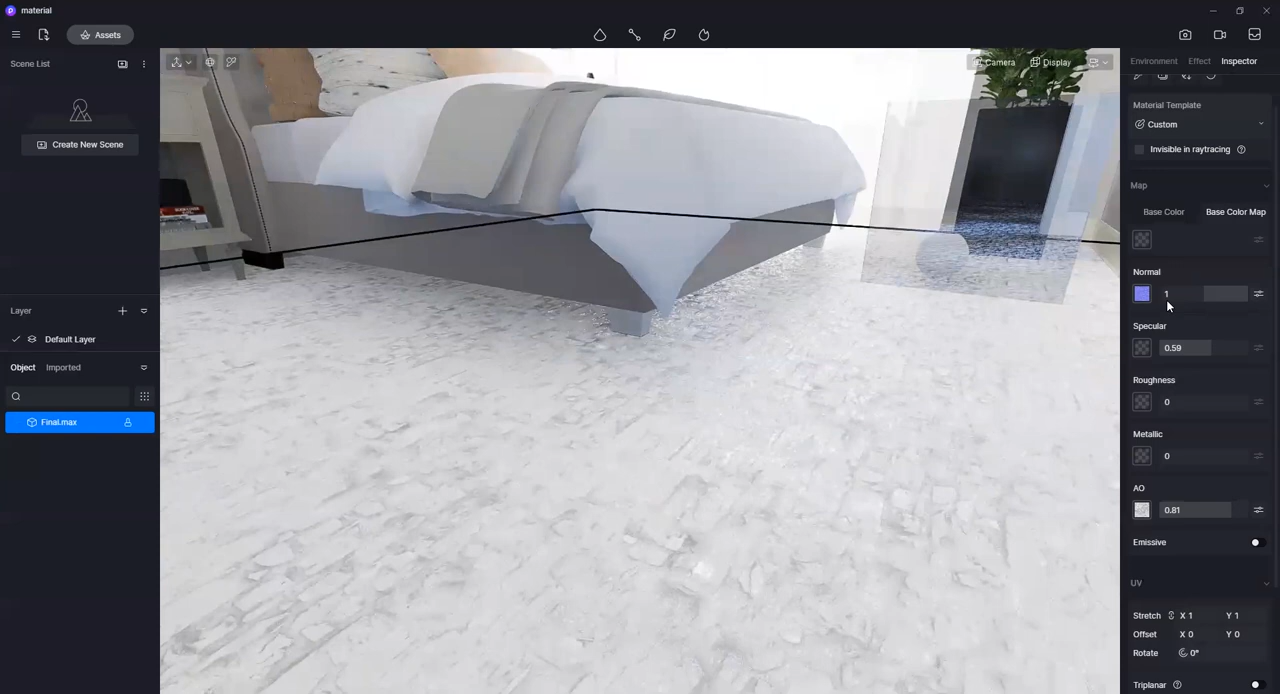 material
Assets
Scene List
Create New Scene
Layer
Default Layer
Object Imported
Final.max
Camera
Display
Environment Effect Inspector
Material Template
Custom
Invisible in raytracing
Map
Base Color Base Color Map
Normal
1
Specular
0.59
Roughness
0
Metallic
0
AO
0.81
Emissive
UV
Stretch X 1 Y 1
Offset X 0 Y 0
Rotate 0°
Triplanar